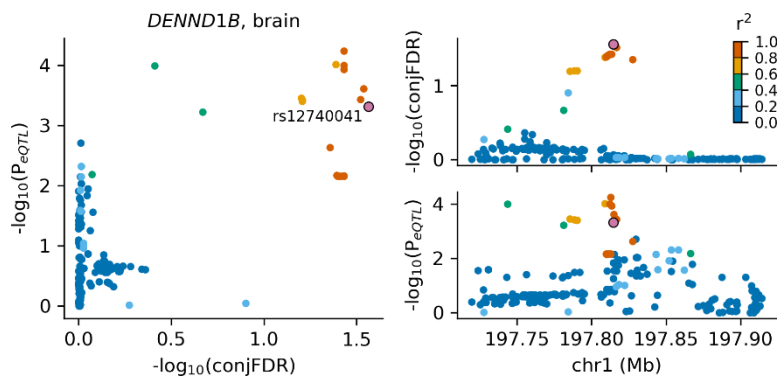 DENND1B, brain
-log10(PeQTL)
4
3
2
1
0
rs12740041
0.0 0.5 1.0 1.5
-log10(conjFDR)
-log10(conjFDR)
1
0
r2
1.0
0.8
0.6
0.4
0.2
0.0
-log10(PeQTL)
4
2
0
197.75 197.80 197.85 197.90
chr1 (Mb)